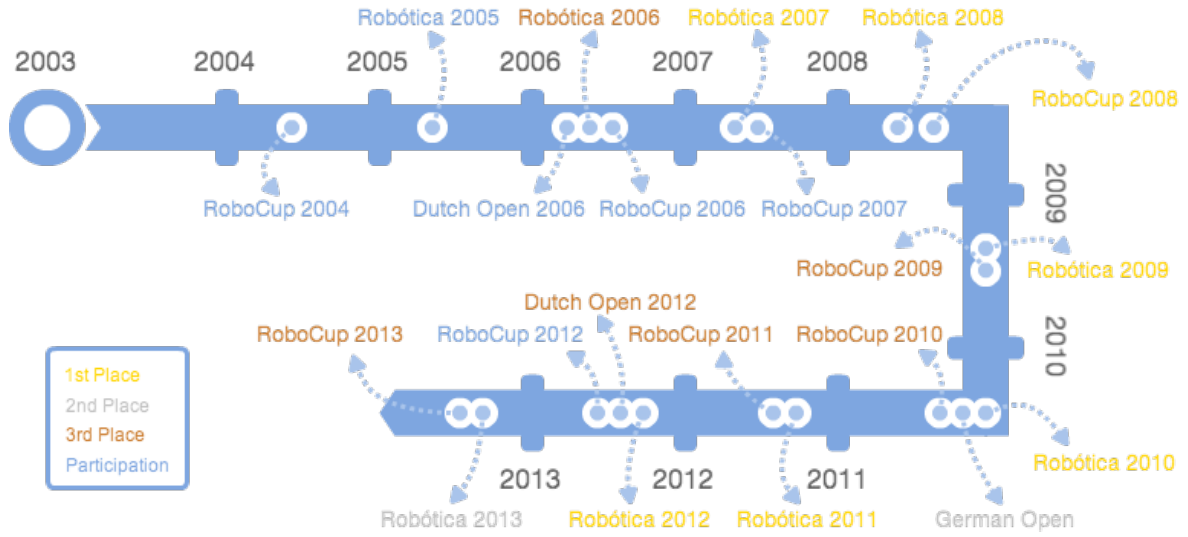 Robótica 2005
Robótica 2006
Robótica 2007
Robótica 2008
2003
2004
2005
2006
2007
2008
RoboCup 2008
RoboCup 2004
Dutch Open 2006
RoboCup 2006
RoboCup 2007
2009
RoboCup 2009
Robótica 2009
Dutch Open 2012
RoboCup 2013
RoboCup 2012
RoboCup 2011
RoboCup 2010
2010
1st Place
2nd Place
3rd Place
Participation
2013
2012
2011
Robótica 2010
Robótica 2013
Robótica 2012
Robótica 2011
German Open